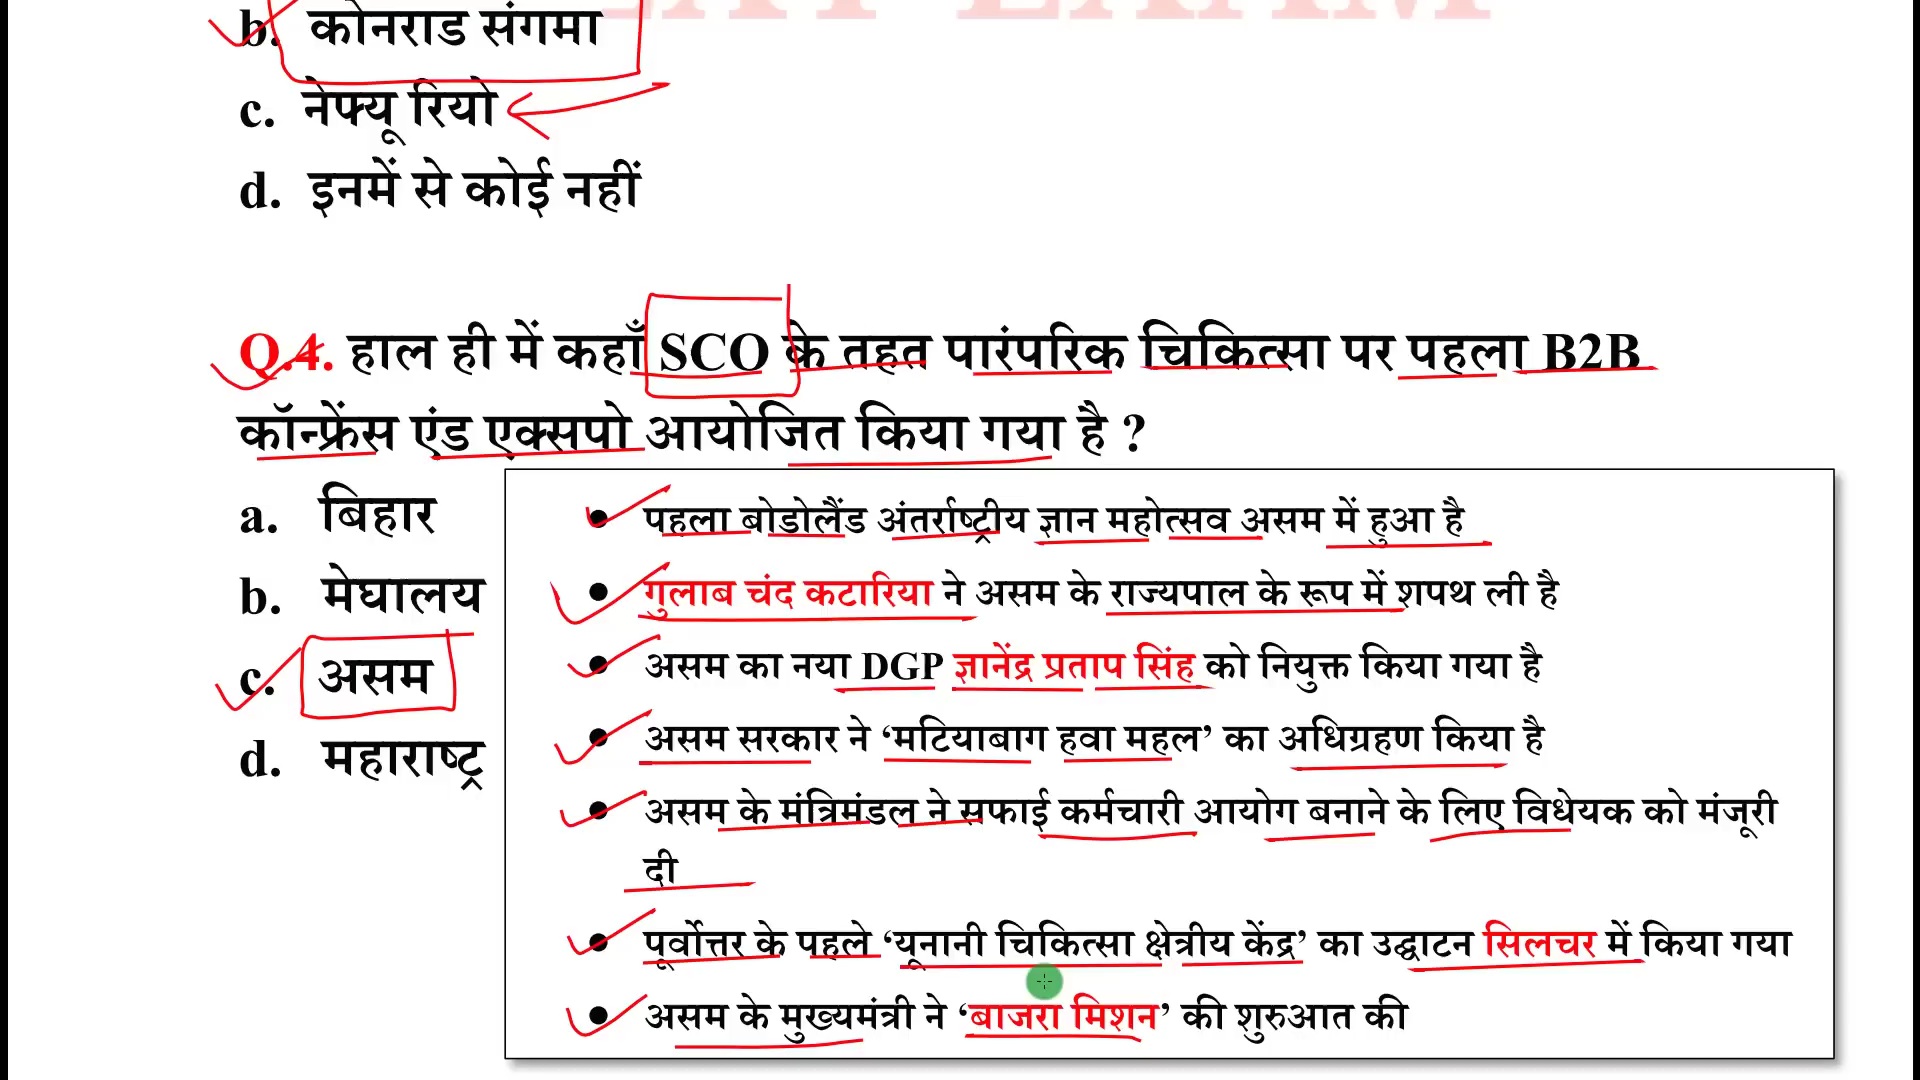 b. कोनराड संगमा
c. नेफ्यू रियो
d. इनमें से कोई नहीं
Q.4. हाल ही में कहाँ SCO के तहत पारंपरिक चिकित्सा पर पहला B2B
कॉन्फ्रेंस एंड एक्सपो आयोजित किया गया है ?
a. बिहार
b. मेघालय
c. असम
d. महाराष्ट्र
● पहला बोडोलैंड अंतर्राष्ट्रीय ज्ञान महोत्सव असम में हुआ है
● गुलाब चंद कटारिया ने असम के राज्यपाल के रूप में शपथ ली है
● असम का नया DGP ज्ञानेंद्र प्रताप सिंह को नियुक्त किया गया है
● असम सरकार ने ‘मटियाबाग हवा महल’ का अधिग्रहण किया है
● असम के मंत्रिमंडल ने सफाई कर्मचारी आयोग बनाने के लिए विधेयक को मंजूरी
दी
● पूर्वोत्तर के पहले ‘यूनानी चिकित्सा क्षेत्रीय केंद्र’ का उद्घाटन सिलचर में किया गया
● असम के मुख्यमंत्री ने ‘बाजरा मिशन’ की शुरुआत की